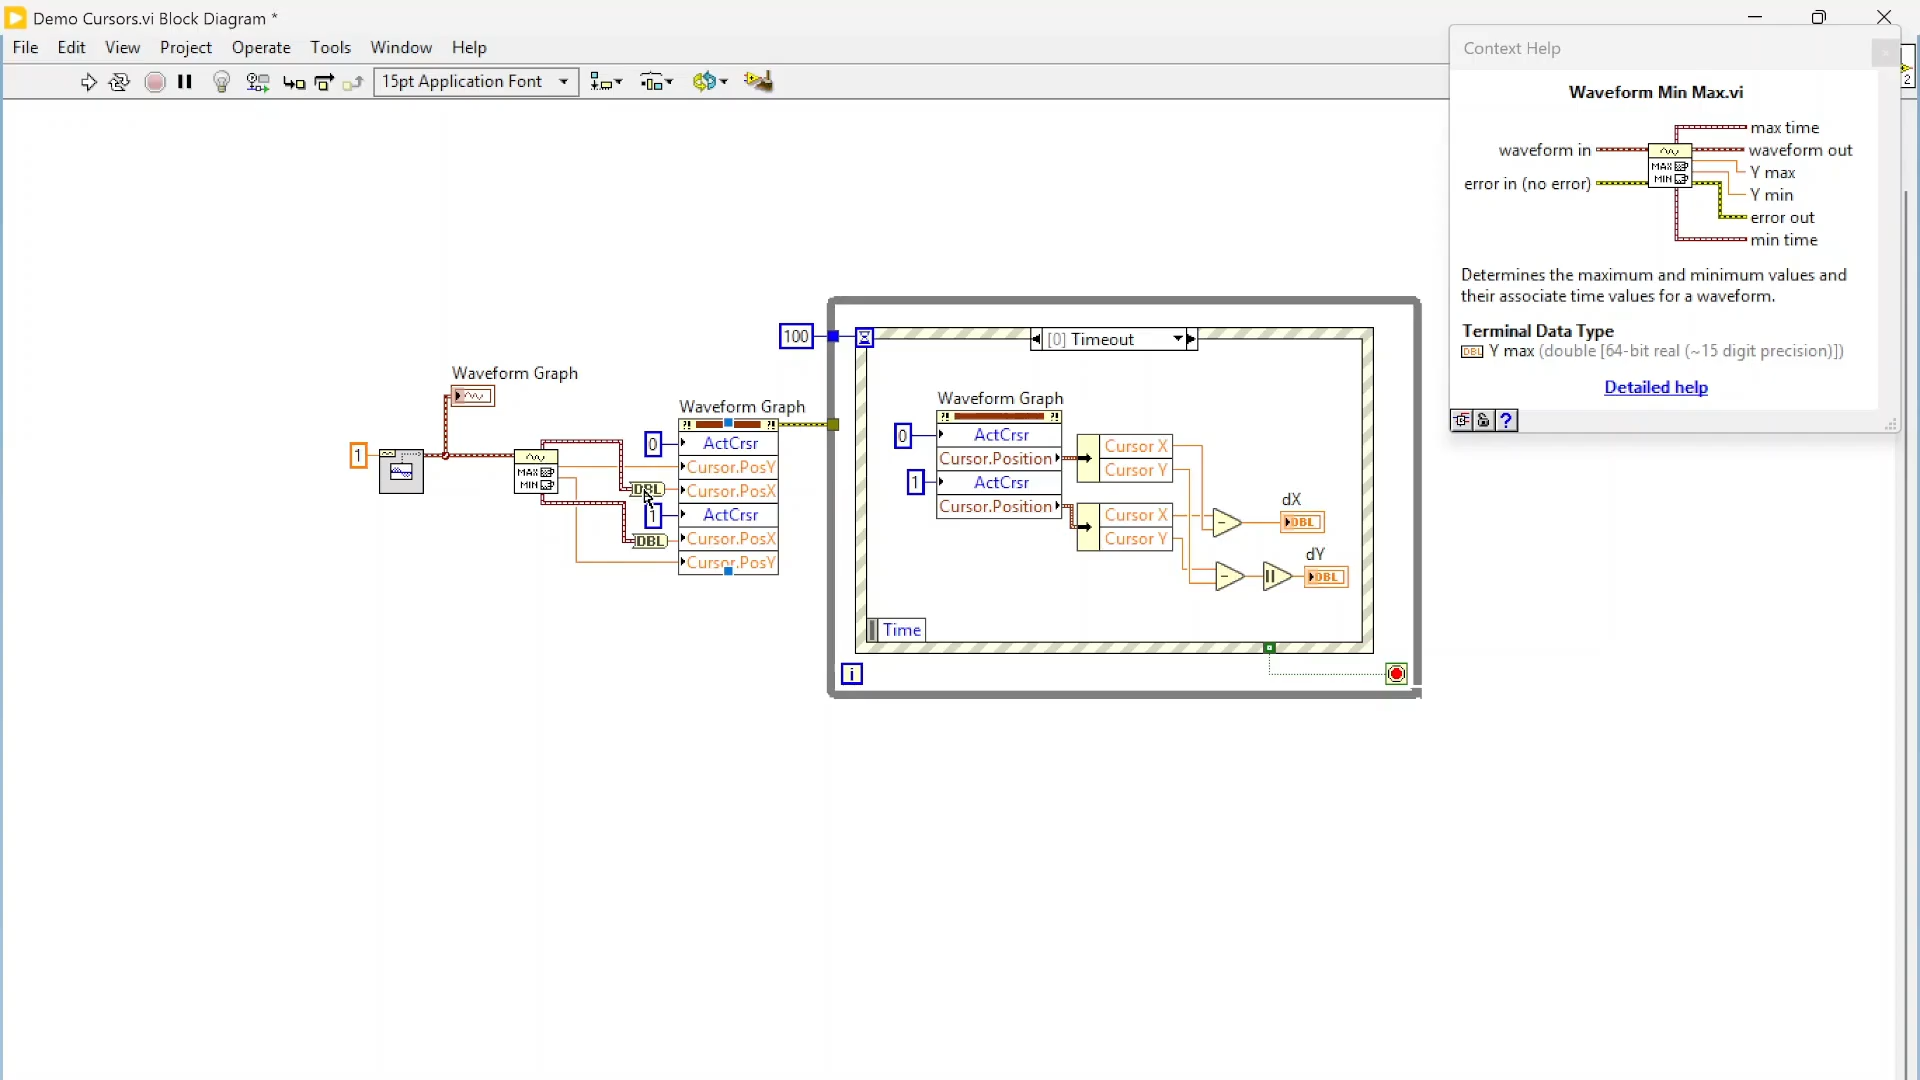 Demo Cursors.vi Block Diagram *
File Edit View Project Operate Tools Window Help
15pt Application Font
2
Context Help
Waveform Min Max.vi
max time
waveform in
waveform out
MAX
MIN
Y max
error in (no error)
Y min
error out
min time
Determines the maximum and minimum values and
their associate time values for a waveform.
Terminal Data Type
DBL Y max (double [64-bit real (~15 digit precision)])
Detailed help
?
100
[0] Timeout
Waveform Graph
Waveform Graph
?! ?!
0
ActCrsr
Cursor.PosY
Cursor.PosX
1
ActCrsr
Cursor.PosX
Cursor.PosY
DBL
DBL
1
MAX
MIN
Waveform Graph
?! ?!
0
ActCrsr
Cursor.Position
1
ActCrsr
Cursor.Position
Cursor X
Cursor Y
Cursor X
Cursor Y
dX
DBL
dY
DBL
Time
i